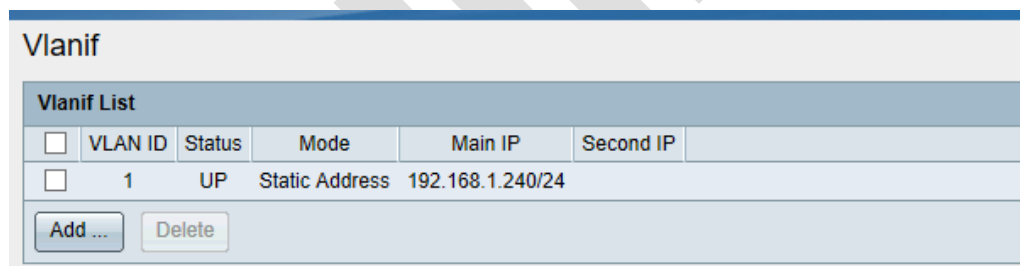 Vlanif
Vlanif List
VLAN ID Status Mode Main IP Second IP
1 UP Static Address 192.168.1.240/24
Add ... Delete